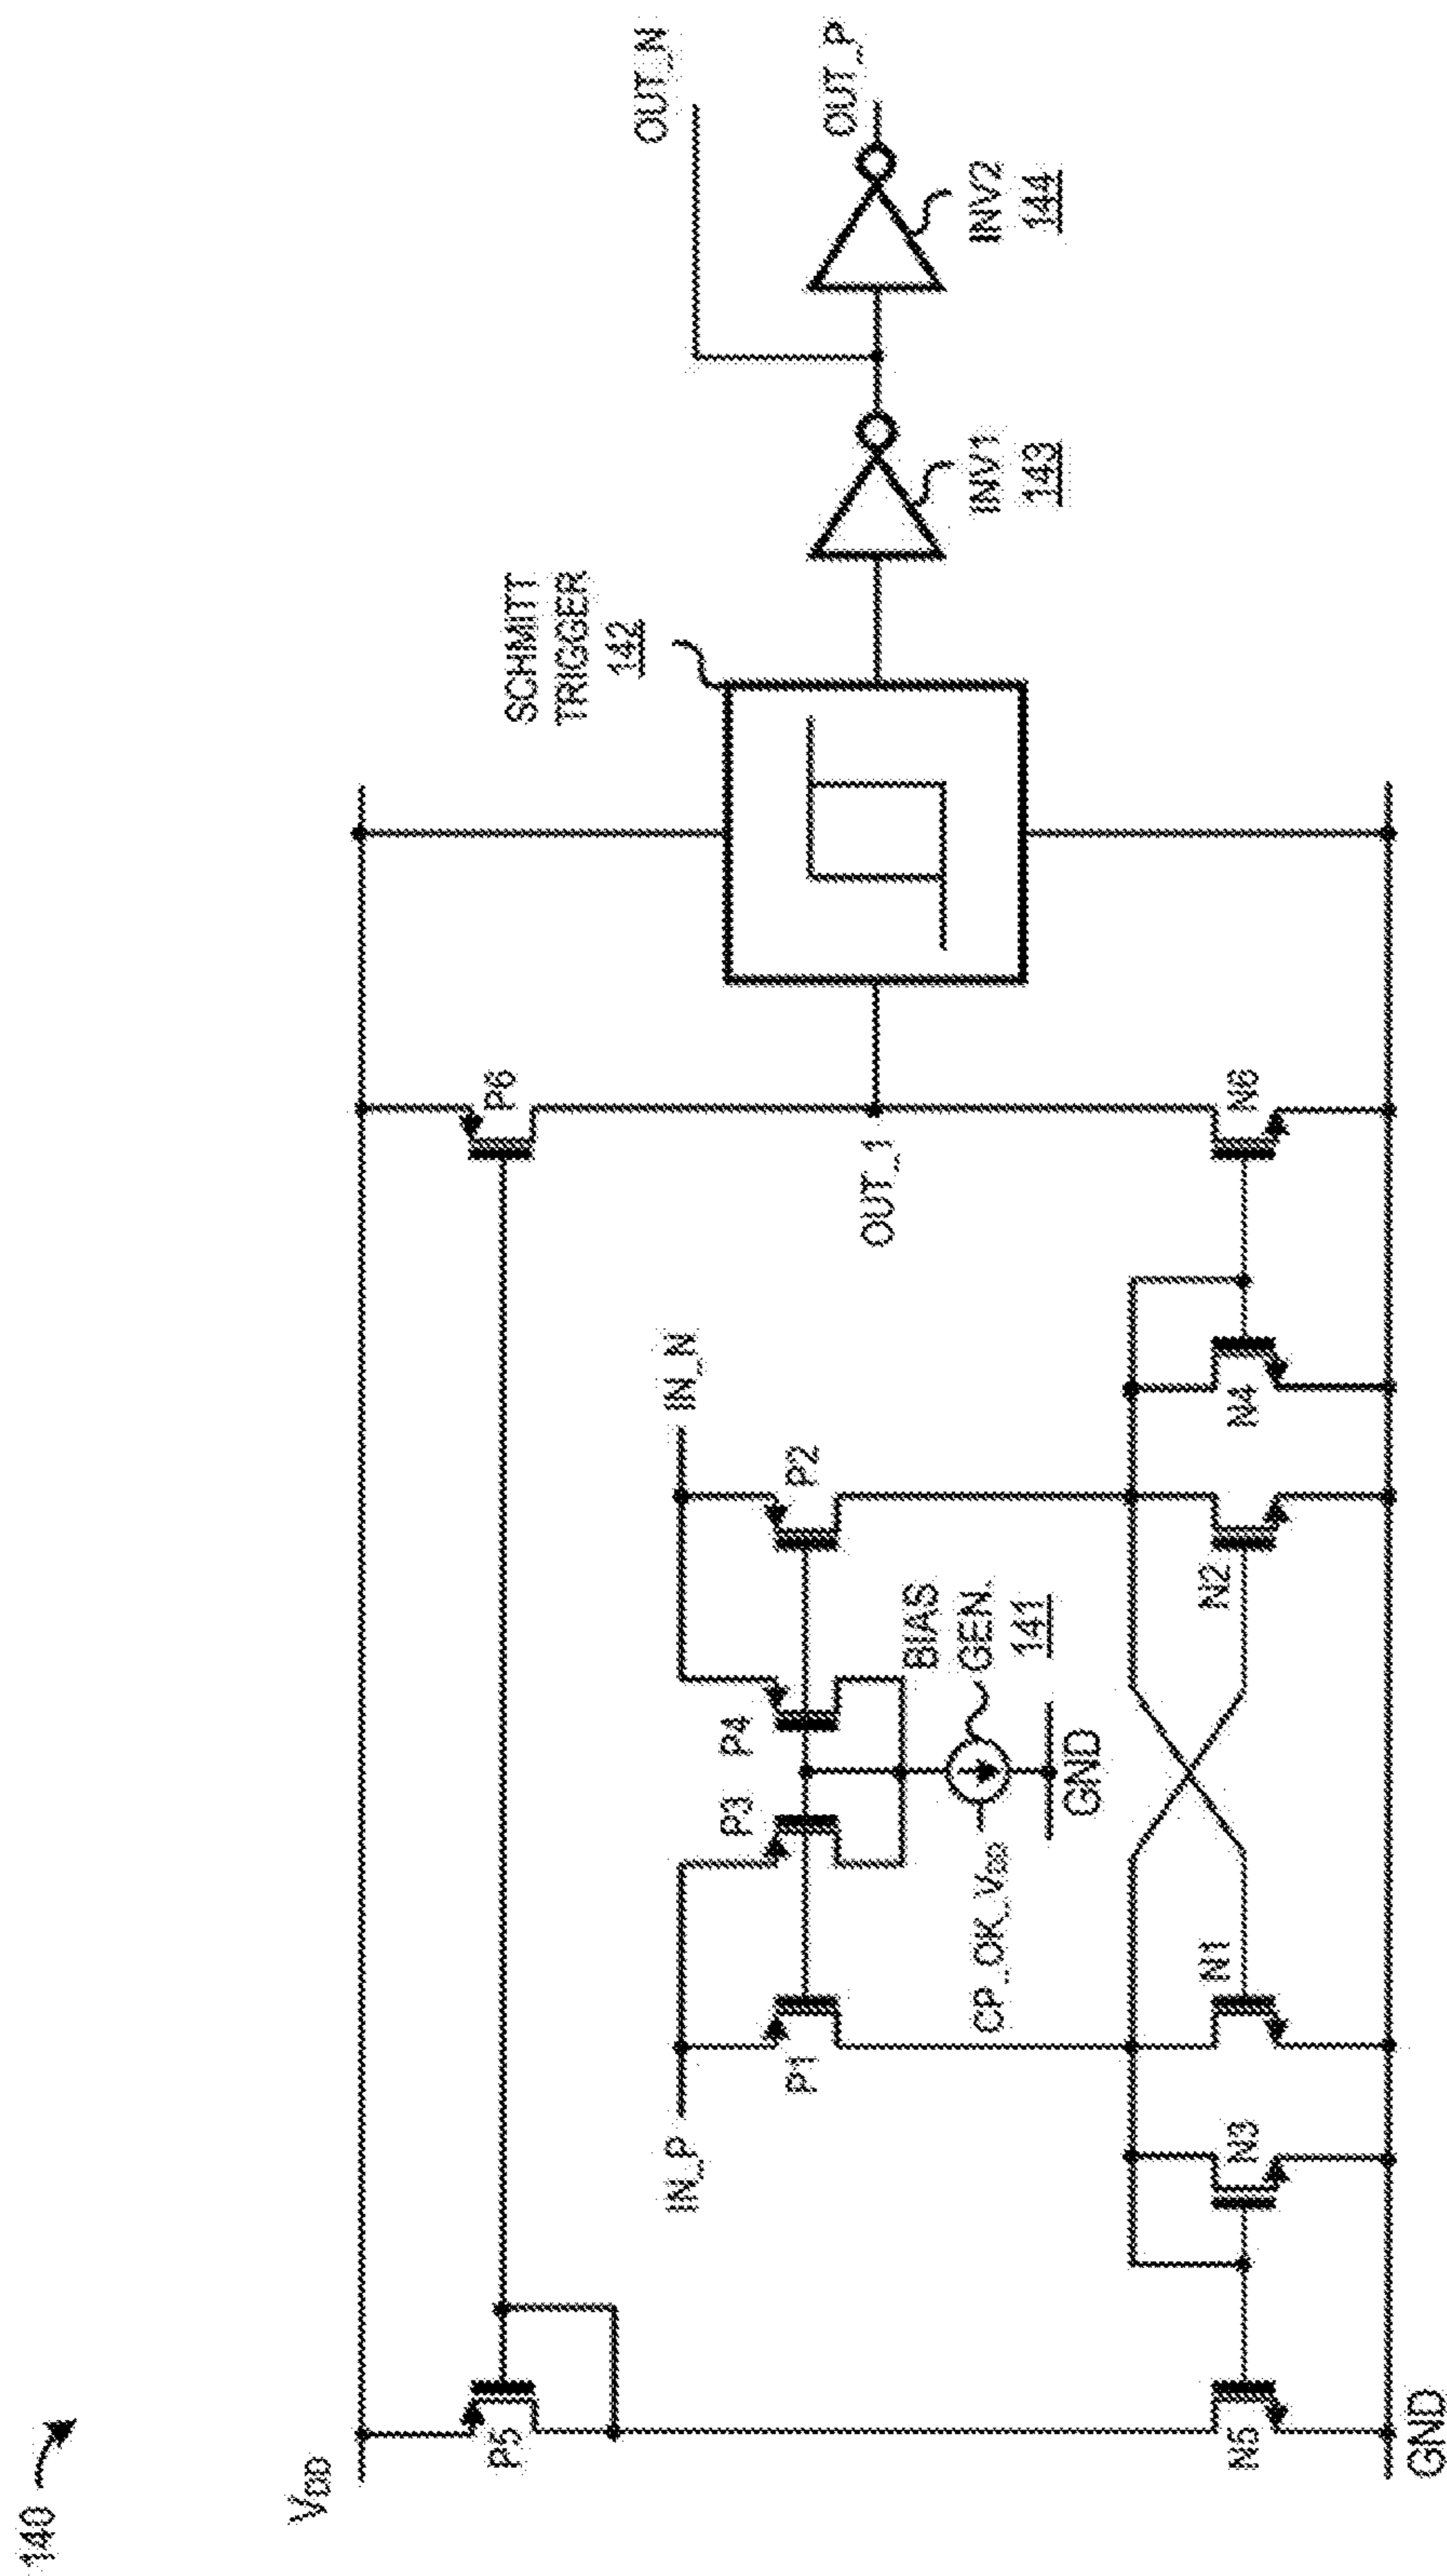 140
VDD
P5
P6
SCHMITT
TRIGGER
142
OUT_N
OUT_P
IN_P
IN_N
P1
P3
P4
P2
BIAS
GEN.
141
CP_OK_VDD
GND
OUT_1
INV1
143
INV2
144
N5
N3
N1
N2
N4
N6
GND